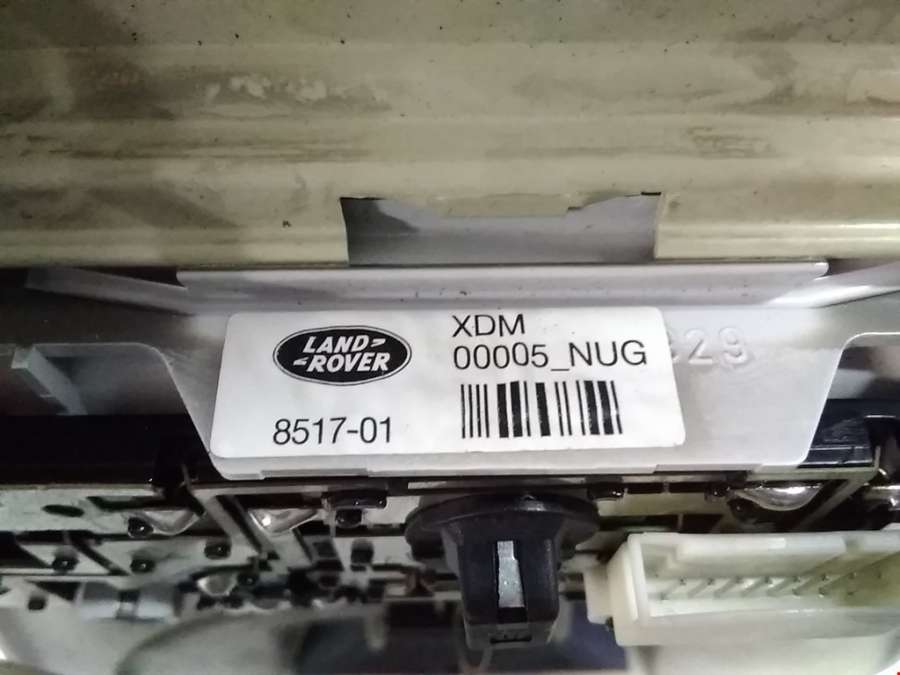 LAND-
-ROVER
XDM
00005_NUG
8517-01